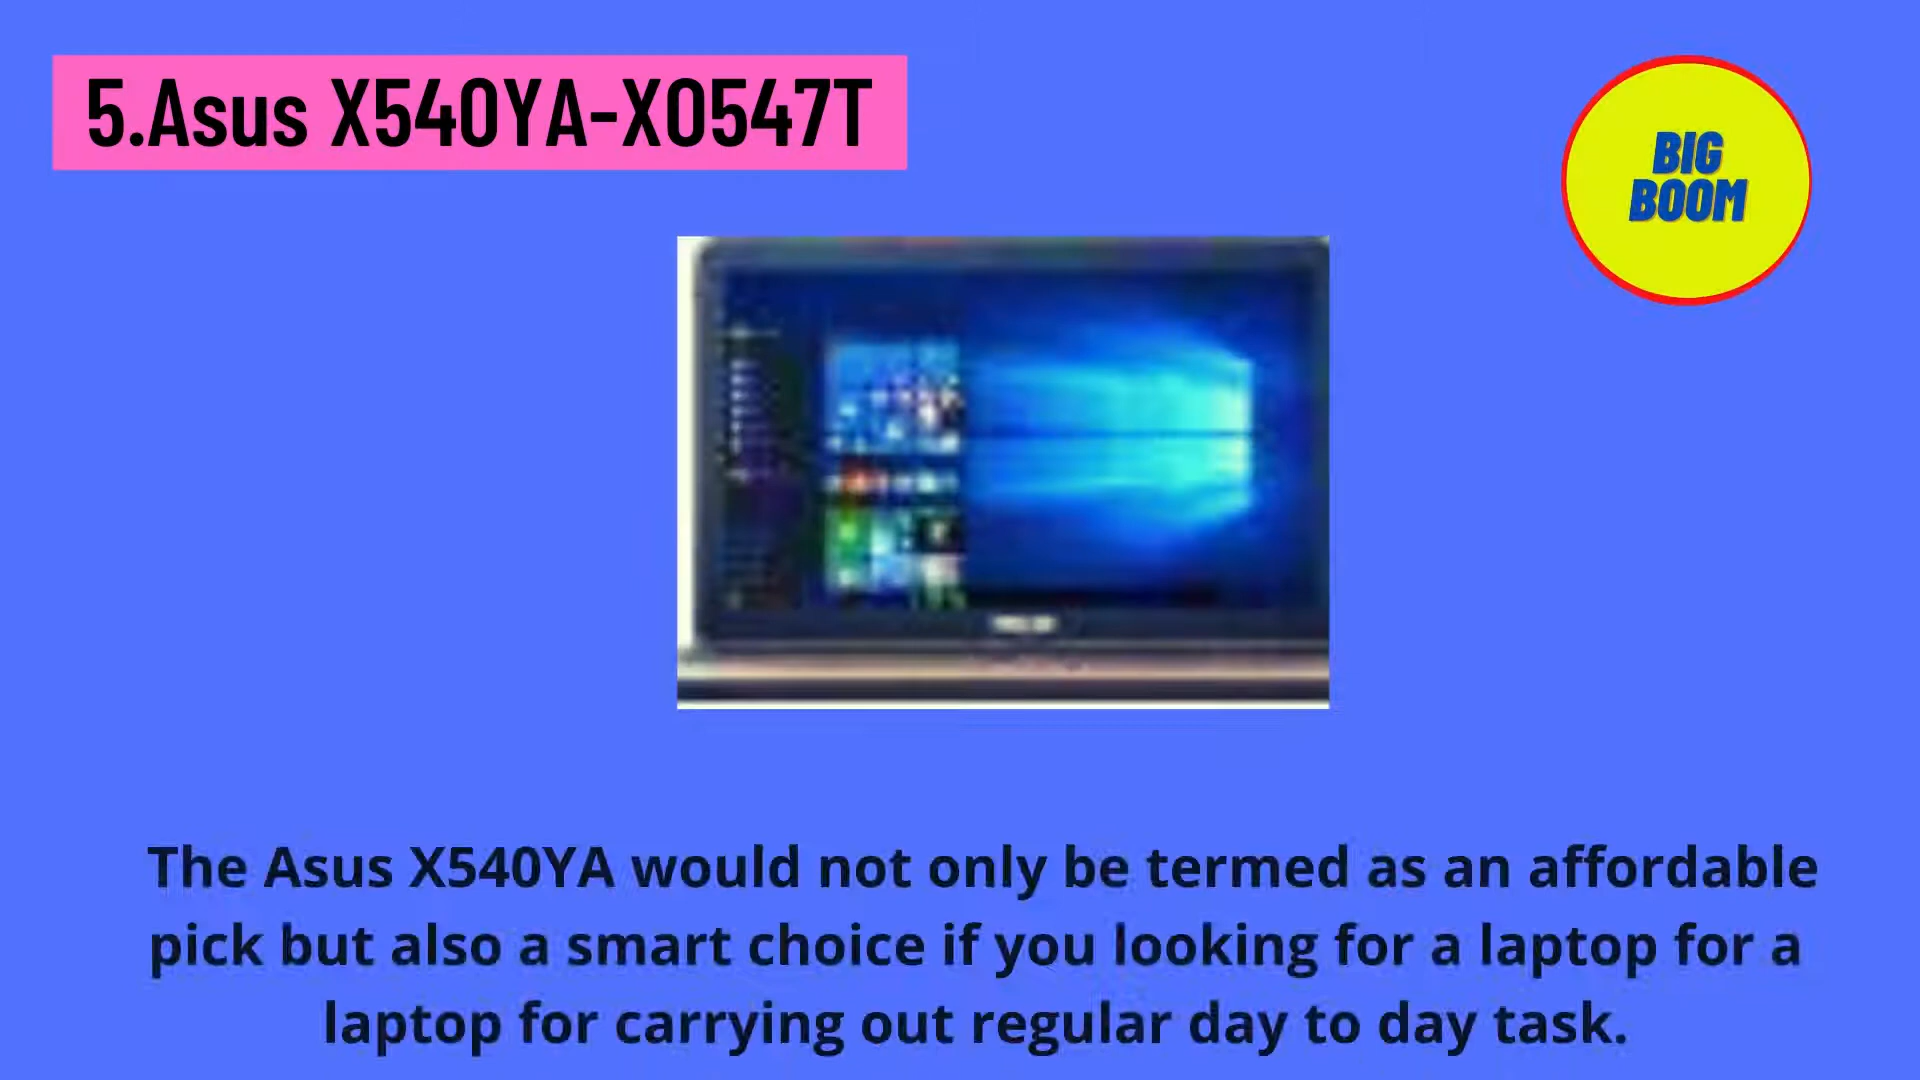 5.Asus X540YA-XO547T
BIG
BOOM
The Asus X540YA would not only be termed as an affordable
pick but also a smart choice if you looking for a laptop for a
laptop for carrying out regular day to day task.